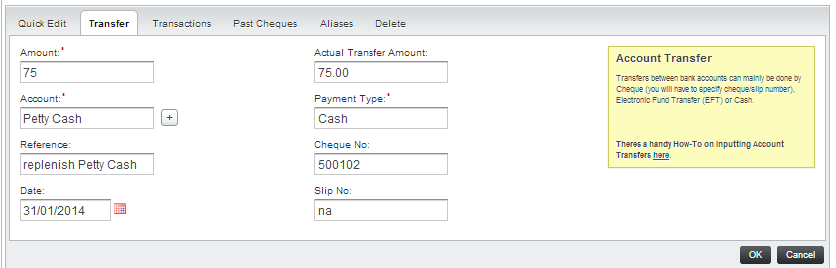 Quick Edit Transfer Transactions Past Cheques Aliases Delete
Amount:*
75
Actual Transfer Amount:
75.00
Account:*
Petty Cash +
Payment Type:*
Cash
Reference:
replenish Petty Cash
Cheque No:
500102
Date:
31/01/2014
Slip No:
na
Account Transfer
Transfers between bank accounts can mainly be done by
Cheque (you will have to specify cheque/slip number),
Electronic Fund Transfer (EFT) or Cash.
Theres a handy How-To on Inputting Account
Transfers here.
OK Cancel